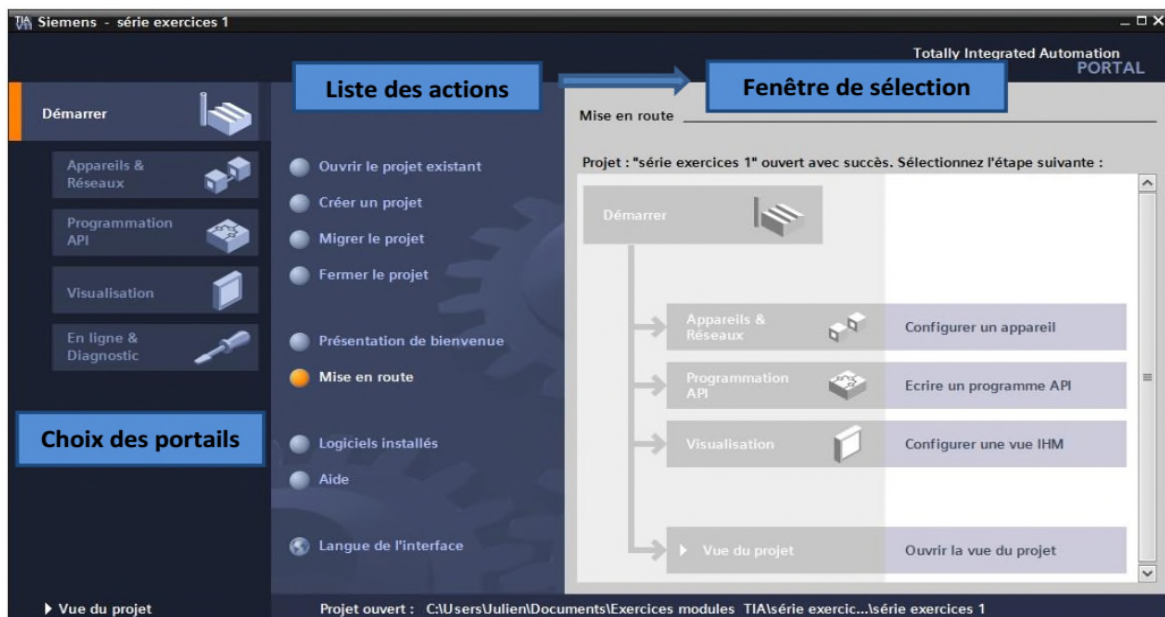 Siemens - série exercices 1
Totally Integrated Automation
PORTAL
Liste des actions
Fenêtre de sélection
Démarrer
Appareils &
Réseaux
Programmation
API
Visualisation
En ligne &
Diagnostic
Choix des portails
Vue du projet
Ouvrir le projet existant
Créer un projet
Migrer le projet
Fermer le projet
Présentation de bienvenue
Mise en route
Logiciels installés
Aide
Langue de l'interface
Mise en route
Projet : "série exercices 1" ouvert avec succès. Sélectionnez l'étape suivante :
Démarrer
Appareils &
Réseaux
Configurer un appareil
Programmation
API
Ecrire un programme API
Visualisation
Configurer une vue IHM
Vue du projet
Ouvrir la vue du projet
Projet ouvert : C:\Users\Julien\Documents\Exercices modules TIA\série exercic...\série exercices 1